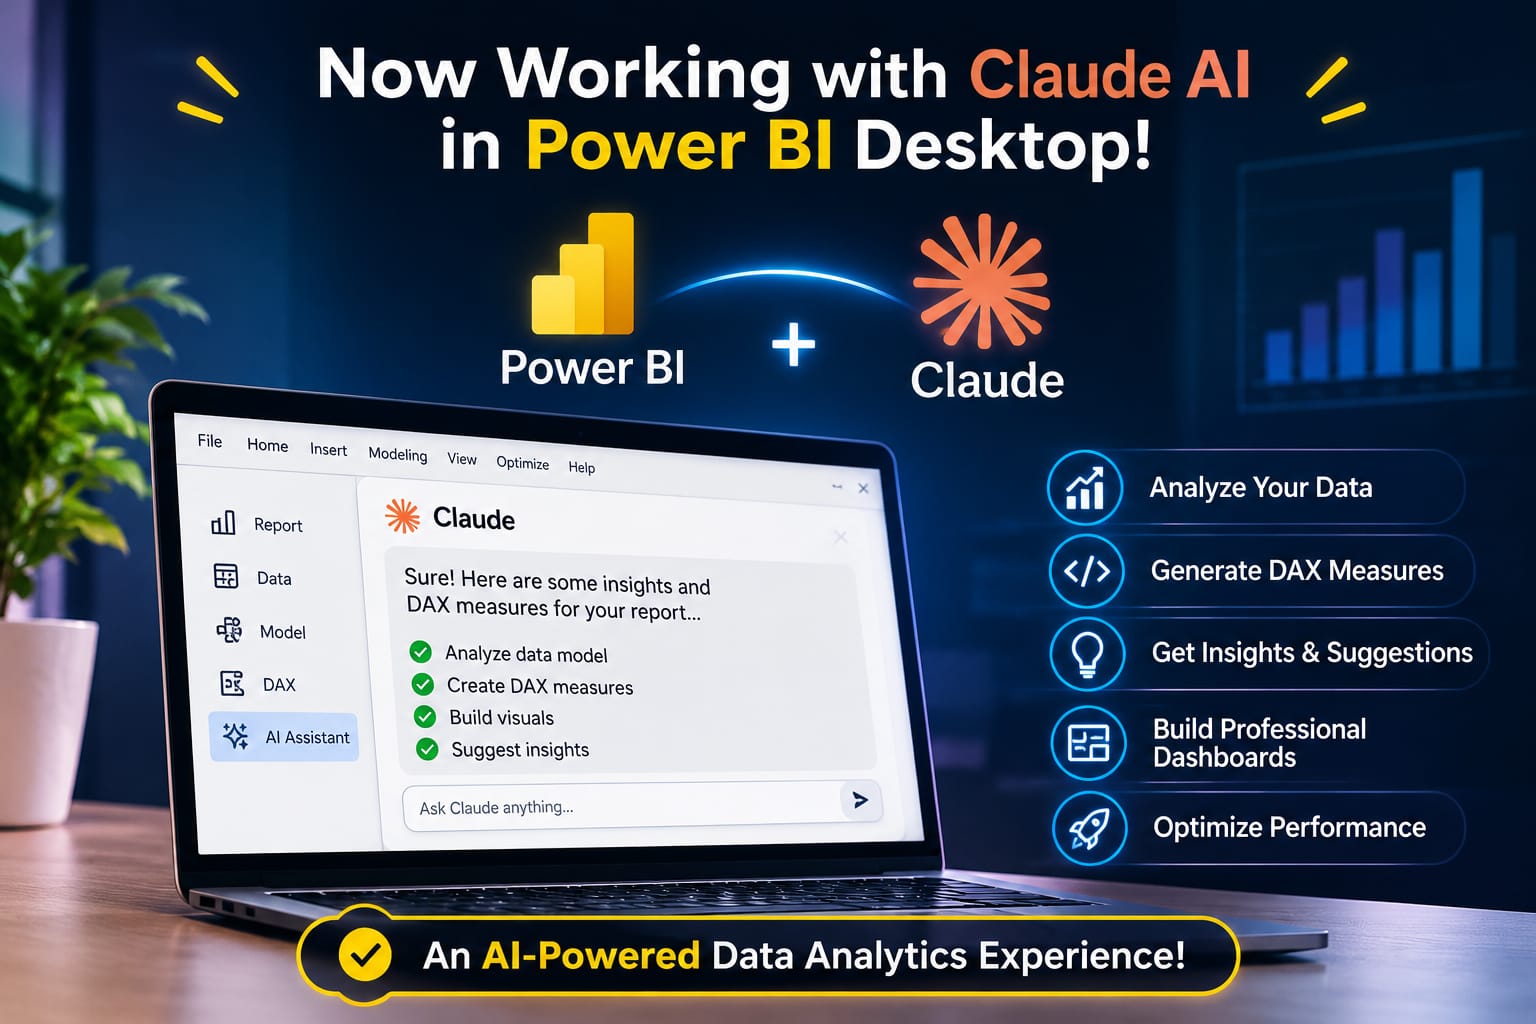 Now Working with Claude AI
in Power BI Desktop!
Power BI
+
Claude
File Home Insert Modeling View Optimize Help
Report
Data
Model
DAX
AI Assistant
Claude
Sure! Here are some insights and
DAX measures for your report...
Analyze data model
Create DAX measures
Build visuals
Suggest insights
Ask Claude anything...
Analyze Your Data
</>
Generate DAX Measures
Get Insights & Suggestions
Build Professional
Dashboards
Optimize Performance
An AI-Powered Data Analytics Experience!